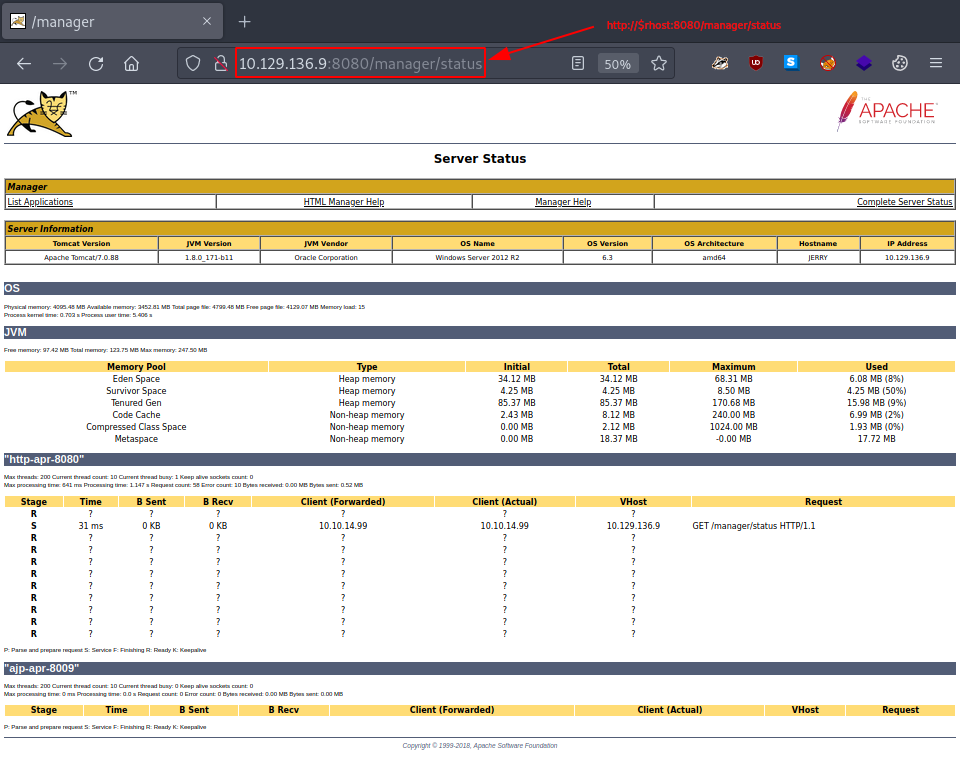 /manager
http://$rhost:8080/manager/status
10.129.136.9:8080/manager/status 50%
TM
THE
APACHE
SOFTWARE FOUNDATION
Server Status
Manager
List Applications HTML Manager Help Manager Help Complete Server Status
Server Information
Tomcat Version JVM Version JVM Vendor OS Name OS Version OS Architecture Hostname IP Address
Apache Tomcat/7.0.88 1.8.0_171-b11 Oracle Corporation Windows Server 2012 R2 6.3 amd64 JERRY 10.129.136.9
OS
Physical memory: 4095.48 MB Available memory: 3452.81 MB Total page file: 4799.48 MB Free page file: 4129.07 MB Memory load: 15
Process kernel time: 0.703 s Process user time: 5.406 s
JVM
Free memory: 97.42 MB Total memory: 123.75 MB Max memory: 247.50 MB
Memory Pool Type Initial Total Maximum Used
Eden Space Heap memory 34.12 MB 34.12 MB 68.31 MB 6.08 MB (8%)
Survivor Space Heap memory 4.25 MB 4.25 MB 8.50 MB 4.25 MB (50%)
Tenured Gen Heap memory 85.37 MB 85.37 MB 170.68 MB 15.98 MB (9%)
Code Cache Non-heap memory 2.43 MB 8.12 MB 240.00 MB 6.99 MB (2%)
Compressed Class Space Non-heap memory 0.00 MB 2.12 MB 1024.00 MB 1.93 MB (0%)
Metaspace Non-heap memory 0.00 MB 18.37 MB -0.00 MB 17.72 MB
"http-apr-8080"
Max threads: 200 Current thread count: 10 Current thread busy: 1 Keep alive sockets count: 0
Max processing time: 641 ms Processing time: 1.147 s Request count: 58 Error count: 10 Bytes received: 0.00 MB Bytes sent: 0.52 MB
Stage Time B Sent B Recv Client (Forwarded) Client (Actual) VHost Request
R ? ? ? ? ? ?
S 31 ms 0 KB 0 KB 10.10.14.99 10.10.14.99 10.129.136.9 GET /manager/status HTTP/1.1
R ? ? ? ? ? ?
R ? ? ? ? ? ?
R ? ? ? ? ? ?
R ? ? ? ? ? ?
R ? ? ? ? ? ?
R ? ? ? ? ? ?
R ? ? ? ? ? ?
R ? ? ? ? ? ?
R ? ? ? ? ? ?
P: Parse and prepare request S: Service F: Finishing R: Ready K: Keepalive
"ajp-apr-8009"
Max threads: 200 Current thread count: 10 Current thread busy: 0 Keep alive sockets count: 0
Max processing time: 0 ms Processing time: 0.0 s Request count: 0 Error count: 0 Bytes received: 0.00 MB Bytes sent: 0.00 MB
Stage Time B Sent B Recv Client (Forwarded) Client (Actual) VHost Request
P: Parse and prepare request S: Service F: Finishing R: Ready K: Keepalive
Copyright © 1999-2018, Apache Software Foundation